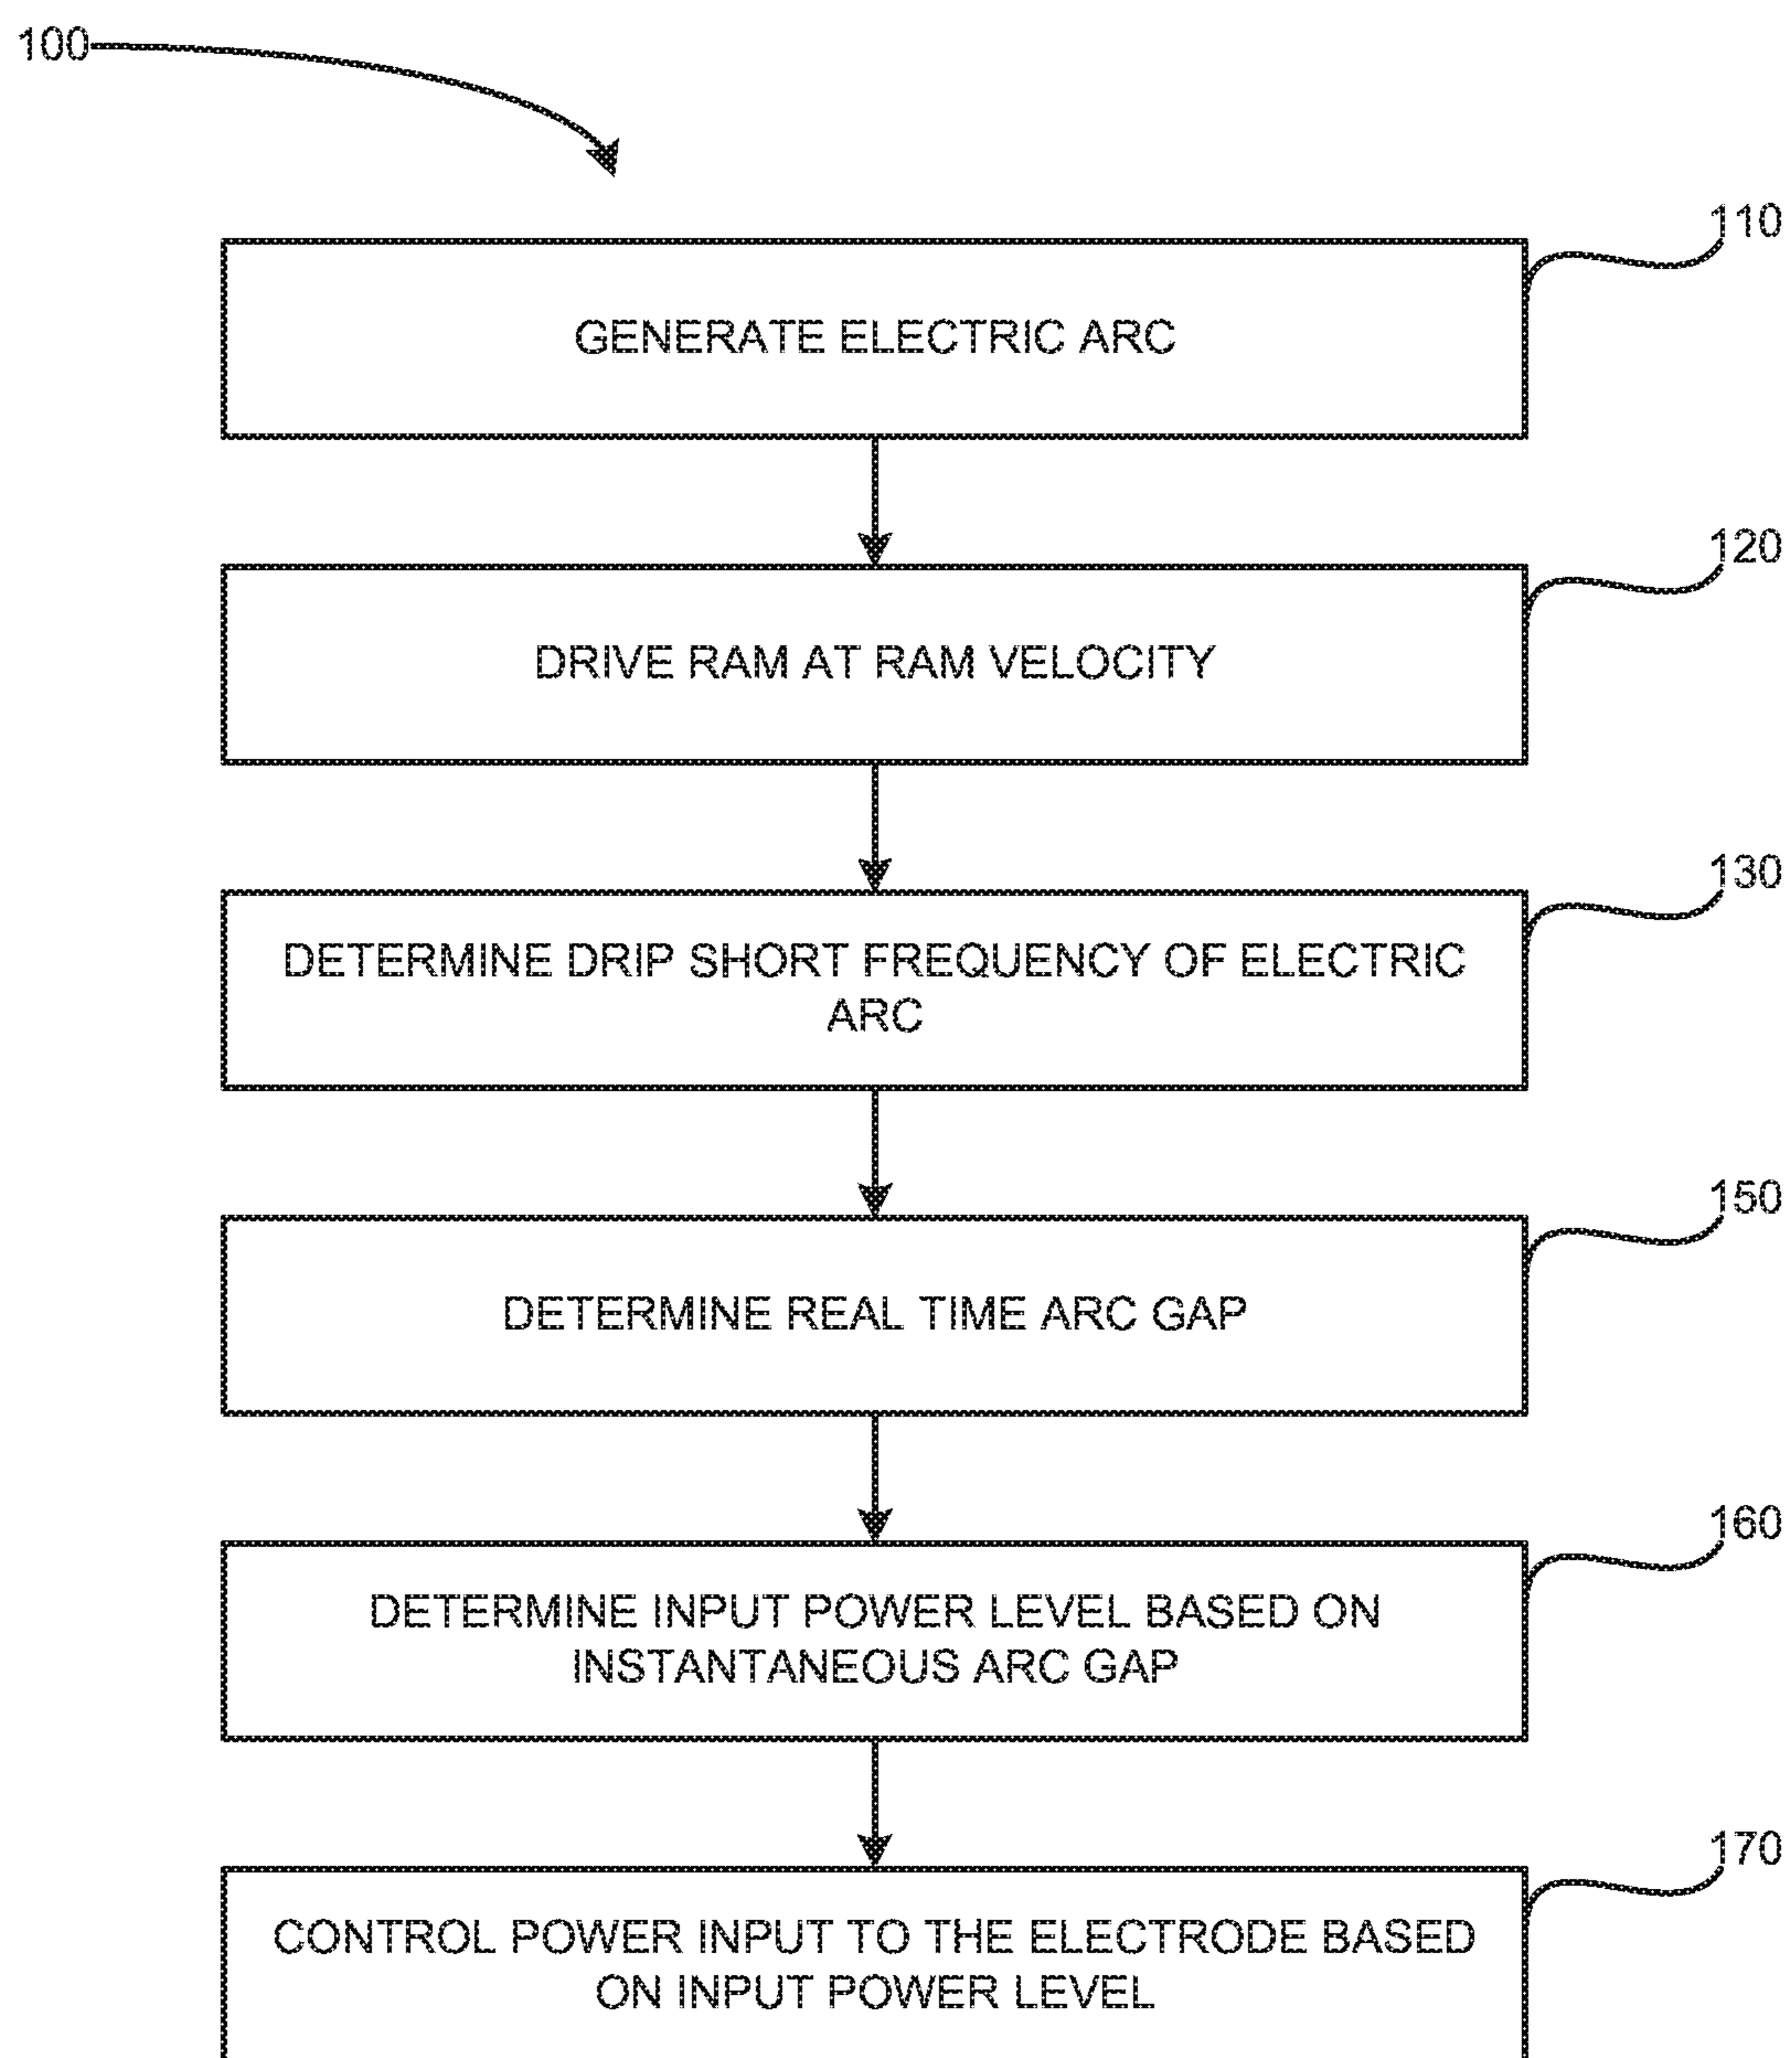 100
110
GENERATE ELECTRIC ARC
120
DRIVE RAM AT RAM VELOCITY
130
DETERMINE DRIP SHORT FREQUENCY OF ELECTRIC
ARC
150
DETERMINE REAL TIME ARC GAP
160
DETERMINE INPUT POWER LEVEL BASED ON
INSTANTANEOUS ARC GAP
170
CONTROL POWER INPUT TO THE ELECTRODE BASED
ON INPUT POWER LEVEL